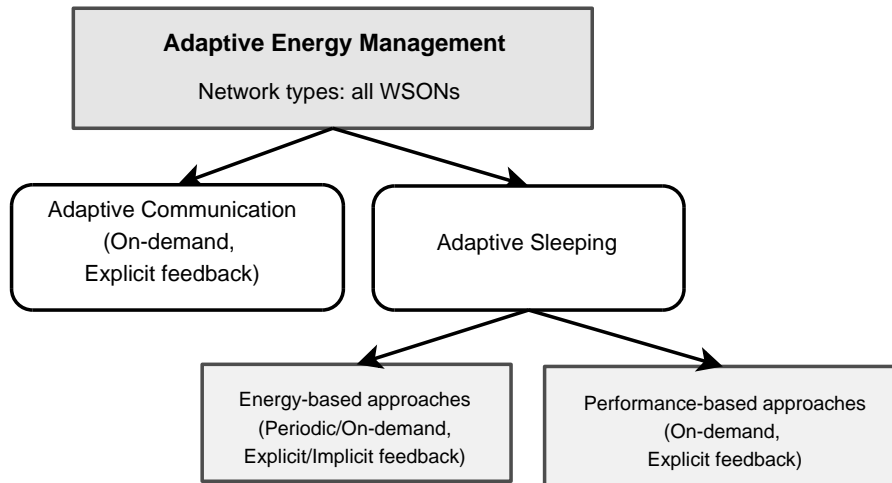 Adaptive Energy Management
Network types: all WSONs
Adaptive Communication
(On-demand,
Explicit feedback)
Adaptive Sleeping
Energy-based approaches
(Periodic/On-demand,
Explicit/Implicit feedback)
Performance-based approaches
(On-demand,
Explicit feedback)